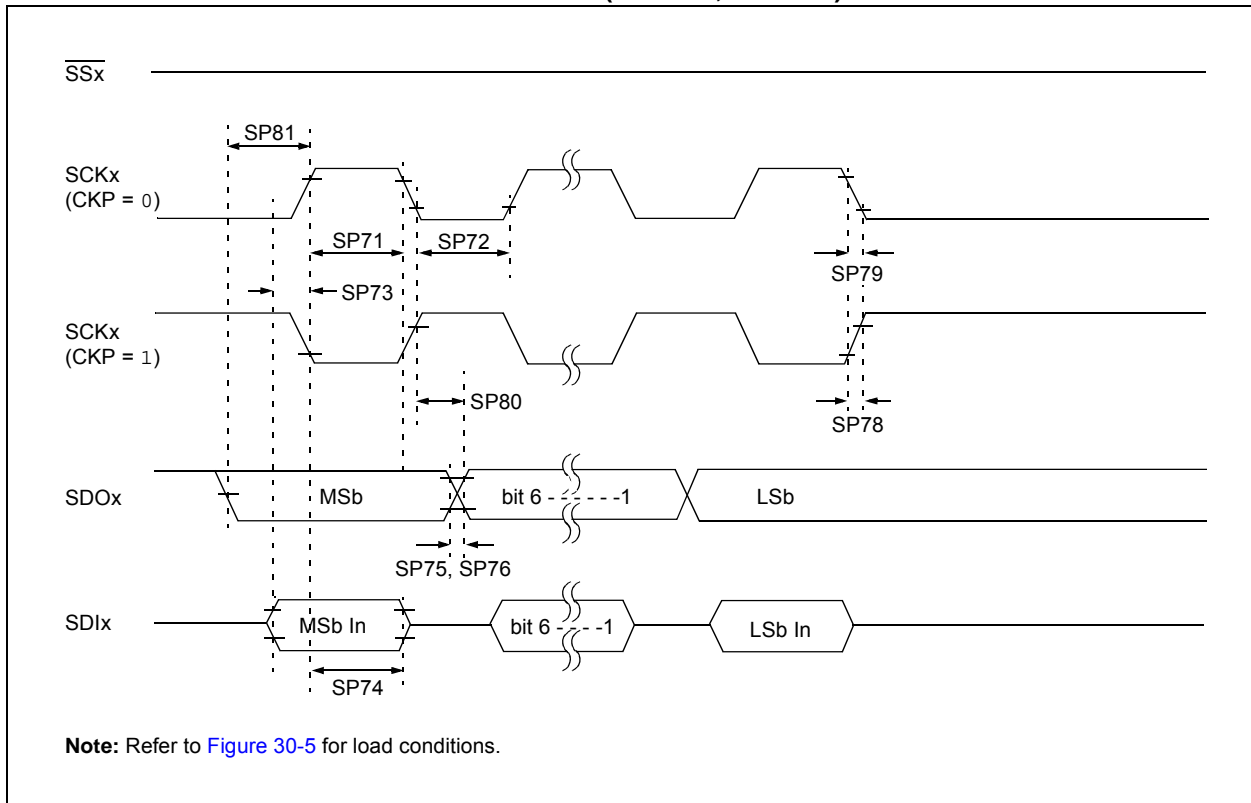 SSx
SP81
SCKx
(CKP = 0)
SP71
SP72
SP79
SP73
SCKx
(CKP = 1)
SP80
SP78
SDOx
MSb
bit 6 - - - - - -1
LSb
SP75, SP76
SDIx
MSb In
bit 6 - - - -1
LSb In
SP74
Note: Refer to Figure 30-5 for load conditions.